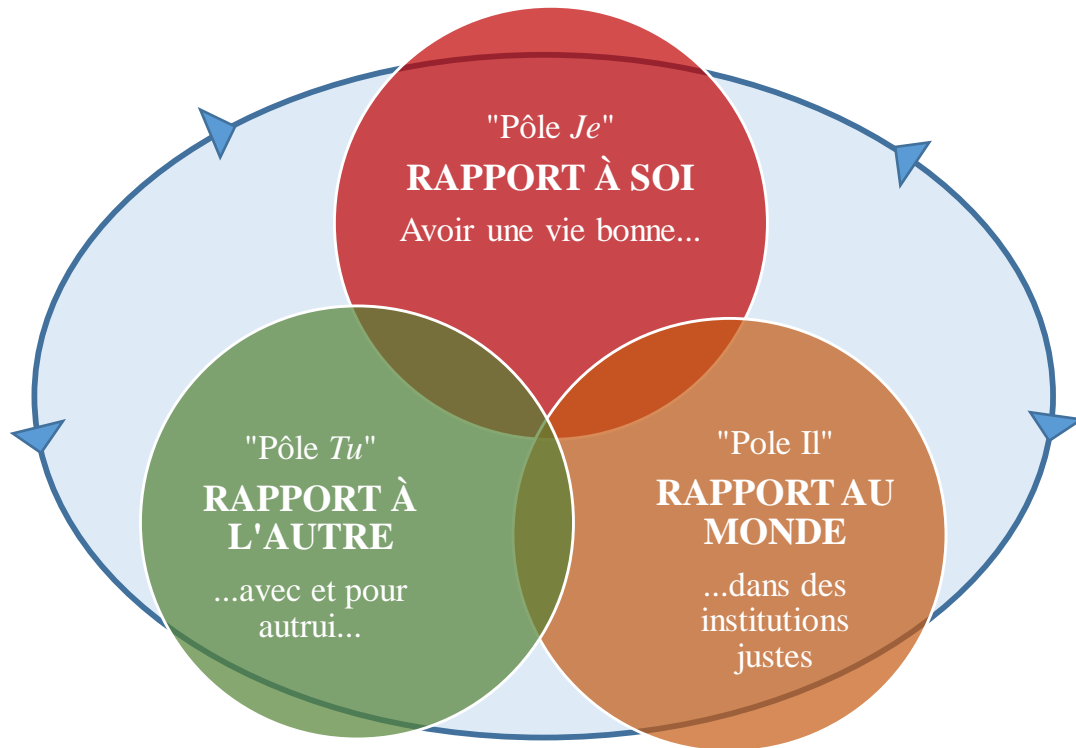 "Pôle Je"
RAPPORT À SOI
Avoir une vie bonne...
"Pôle Tu"
RAPPORT À
L'AUTRE
...avec et pour
autrui...
"Pole Il"
RAPPORT AU
MONDE
...dans des
institutions
justes